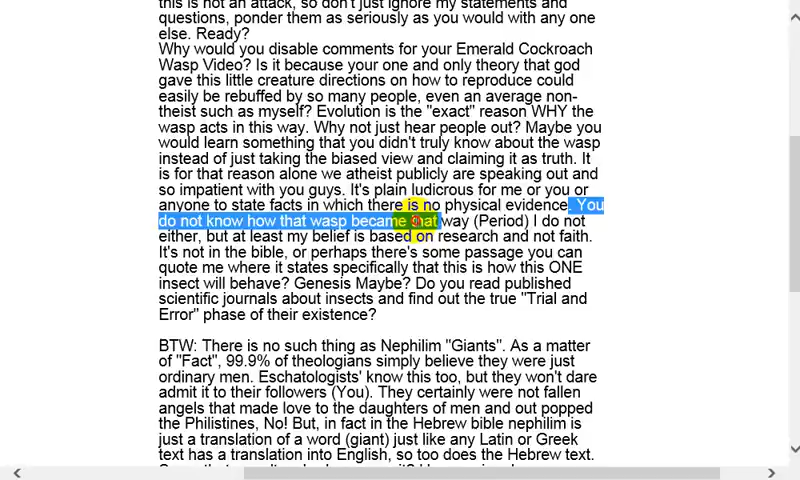 this is not an attack, so don't just ignore my statements and
questions, ponder them as seriously as you would with any one
else. Ready?
Why would you disable comments for your Emerald Cockroach
Wasp Video? Is it because your one and only theory that god
gave this little creature directions on how to reproduce could
easily be rebuffed by so many people, even an average non-
theist such as myself? Evolution is the "exact" reason WHY the
wasp acts in this way. Why not just hear people out? Maybe you
would learn something that you didn't truly know about the wasp
instead of just taking the biased view and claiming it as truth. It
is for that reason alone we atheist publicly are speaking out and
so impatient with you guys. It's plain ludicrous for me or you or
anyone to state facts in which there is no physical evidence. You
do not know how that wasp became that way (Period) I do not
either, but at least my belief is based on research and not faith.
It's not in the bible, or perhaps there's some passage you can
quote me where it states specifically that this is how this ONE
insect will behave? Genesis Maybe? Do you read published
scientific journals about insects and find out the true "Trial and
Error" phase of their existence?
BTW: There is no such thing as Nephilim "Giants". As a matter
of "Fact", 99.9% of theologians simply believe they were just
ordinary men. Eschatologists' know this too, but they won't dare
admit it to their followers (You). They certainly were not fallen
angels that made love to the daughters of men and out popped
the Philistines, No! But, in fact in the Hebrew bible nephilim is
just a translation of a word (giant) just like any Latin or Greek
text has a translation into English, so too does the Hebrew text.